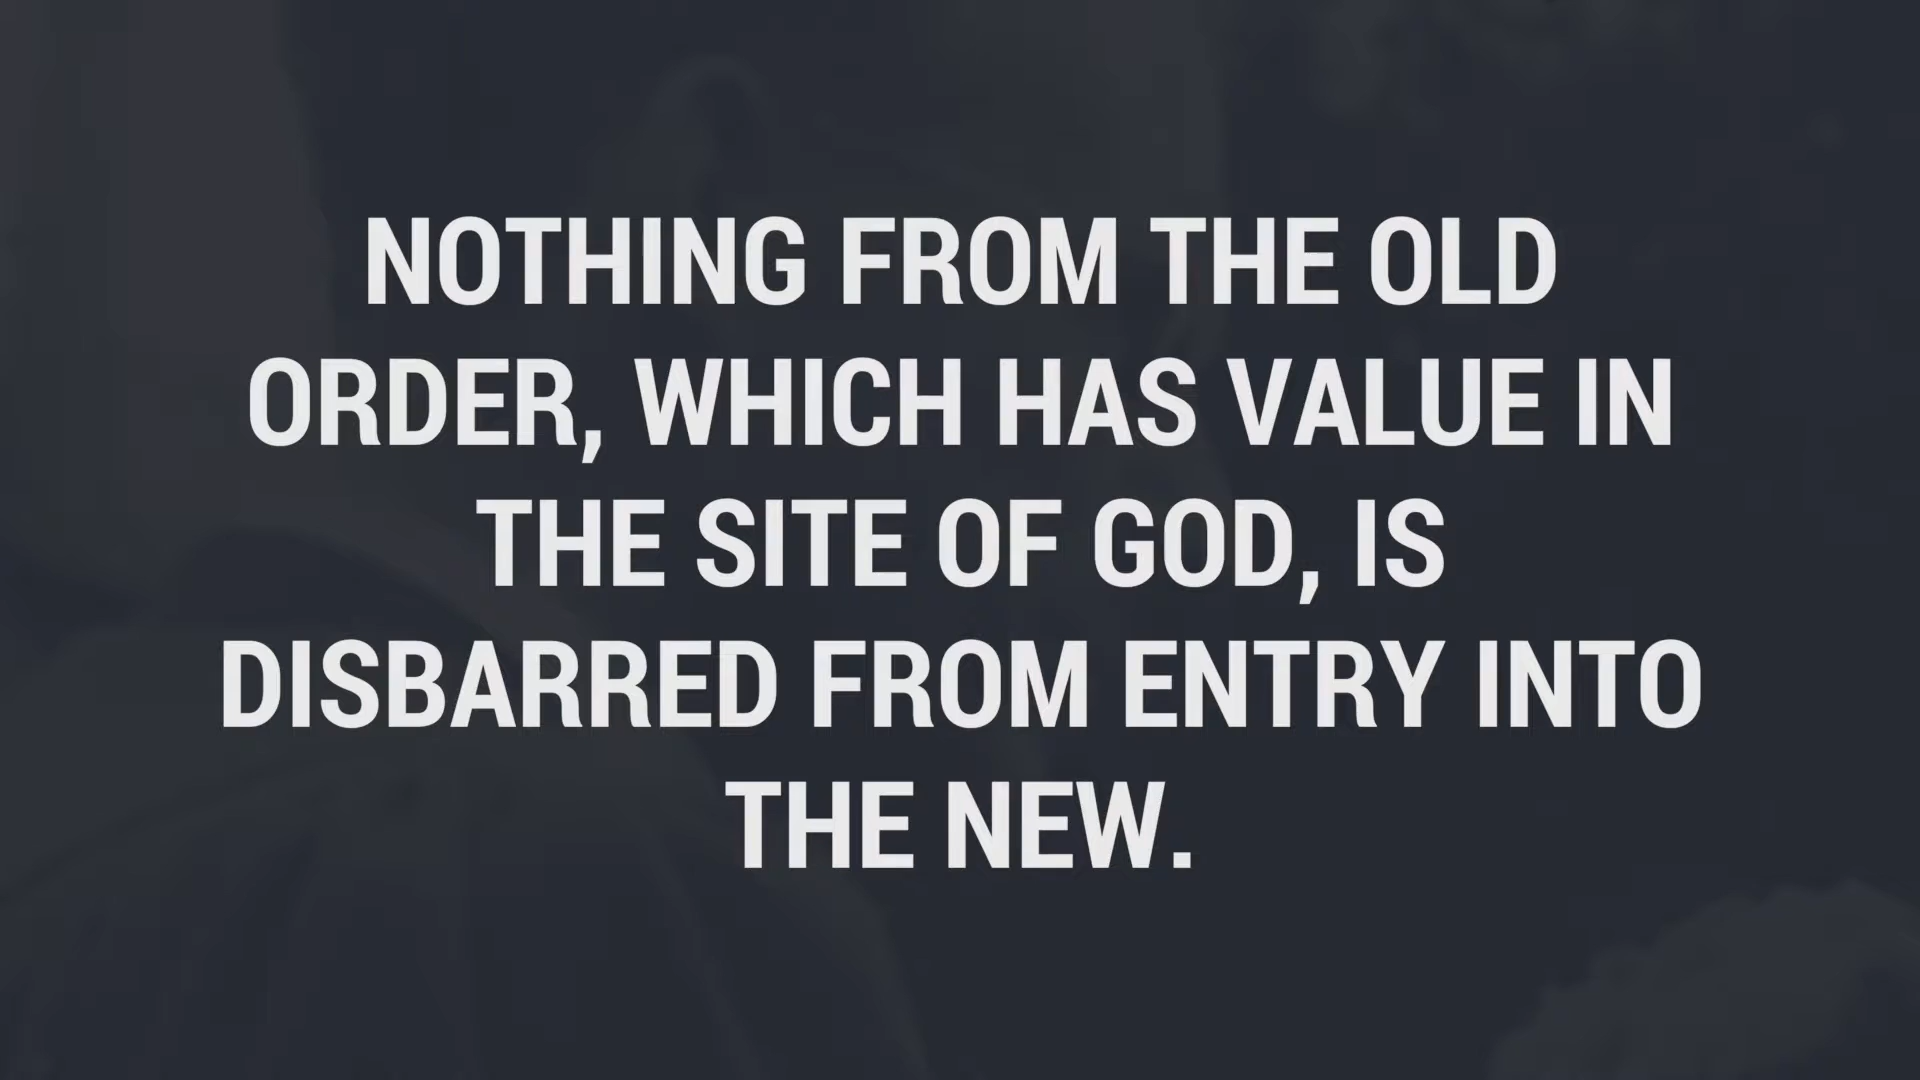 NOTHING FROM THE OLD
ORDER, WHICH HAS VALUE IN
THE SITE OF GOD, IS
DISBARRED FROM ENTRY INTO
THE NEW.